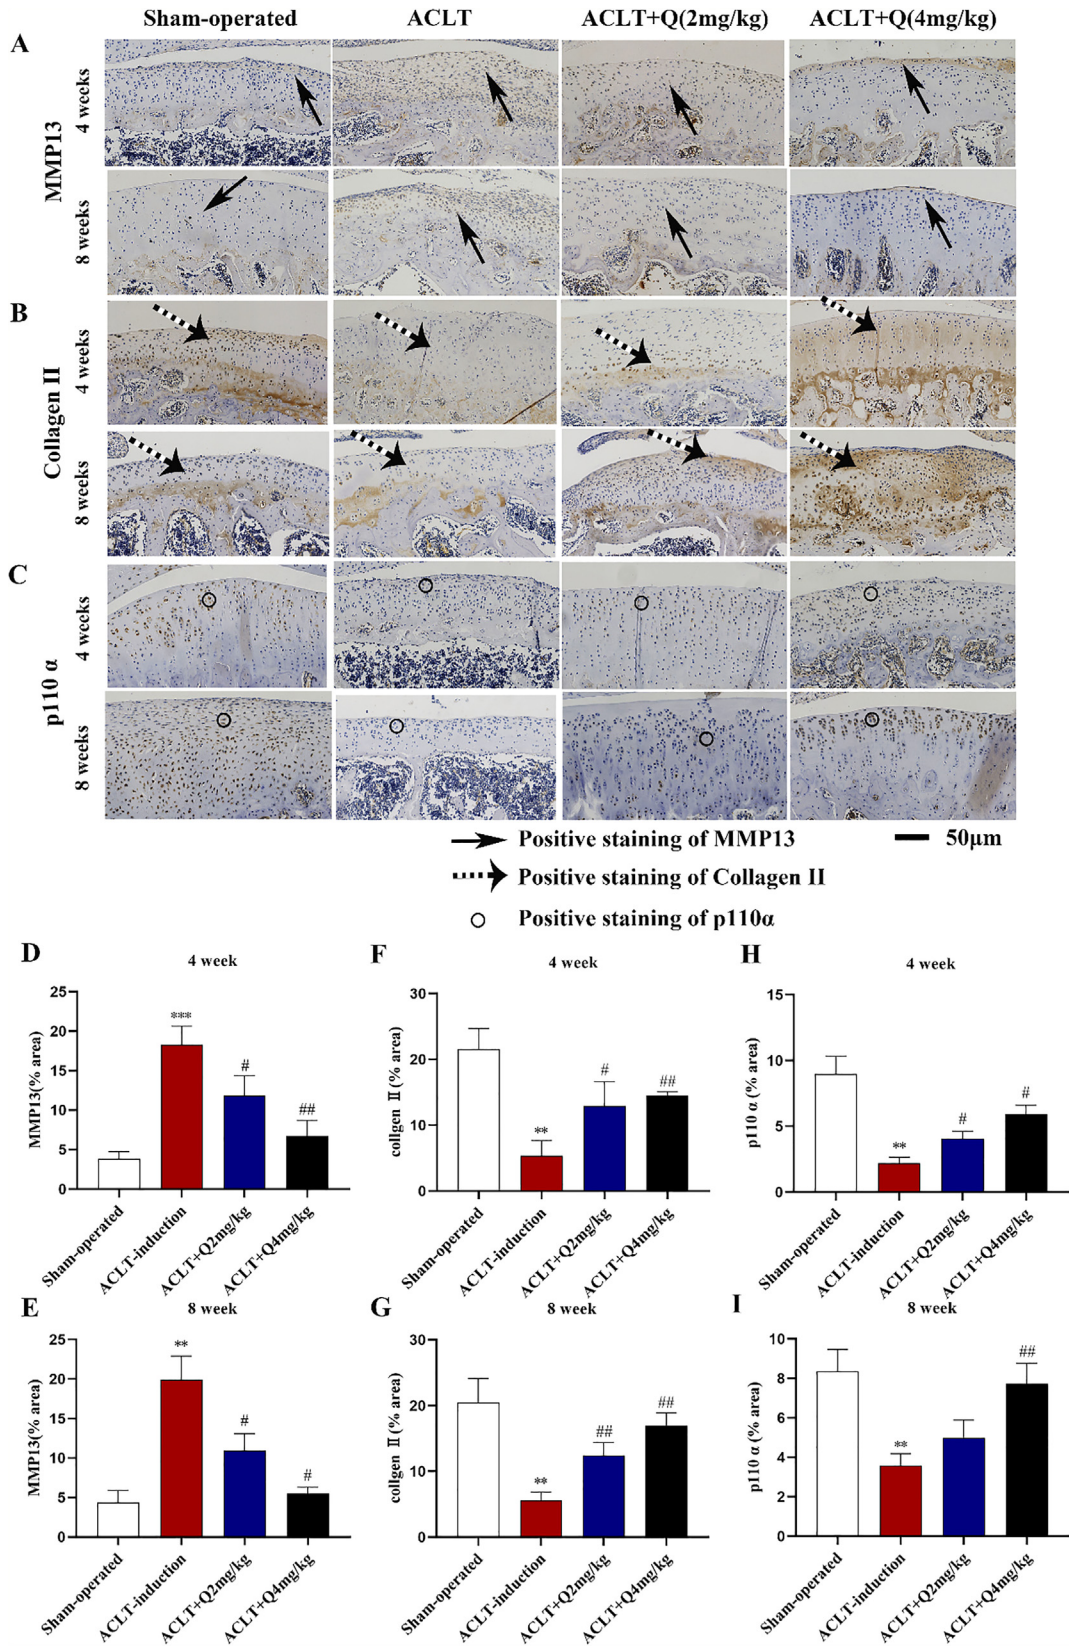 Sham-operated ACLT ACLT+Q(2mg/kg) ACLT+Q(4mg/kg)
A
MMP13
4 weeks
8 weeks
B
Collagen II
4 weeks
8 weeks
C
p110 α
4 weeks
8 weeks
Positive staining of MMP13
50μm
Positive staining of Collagen II
Positive staining of p110α
D
4 week
MMP13(% area)
25
20
15
10
5
0
***
#
##
Sham-operated
ACLT-induction
ACLT+Q2mg/kg
ACLT+Q4mg/kg
F
4 week
collgen Ⅱ (% area)
30
20
10
0
**
#
##
Sham-operated
ACLT-induction
ACLT+Q2mg/kg
ACLT+Q4mg/kg
H
4 week
p110 α (% area)
15
10
5
0
**
#
#
Sham-operated
ACLT-induction
ACLT+Q2mg/kg
ACLT+Q4mg/kg
E
8 week
MMP13(% area)
25
20
15
10
5
0
**
#
#
Sham-operated
ACLT-induction
ACLT+Q2mg/kg
ACLT+Q4mg/kg
G
8 week
collgen Ⅱ (% area)
30
20
10
0
**
##
##
Sham-operated
ACLT-induction
ACLT+Q2mg/kg
ACLT+Q4mg/kg
I
8 week
p110 α (% area)
10
8
6
4
2
0
**
##
Sham-operated
ACLT-induction
ACLT+Q2mg/kg
ACLT+Q4mg/kg